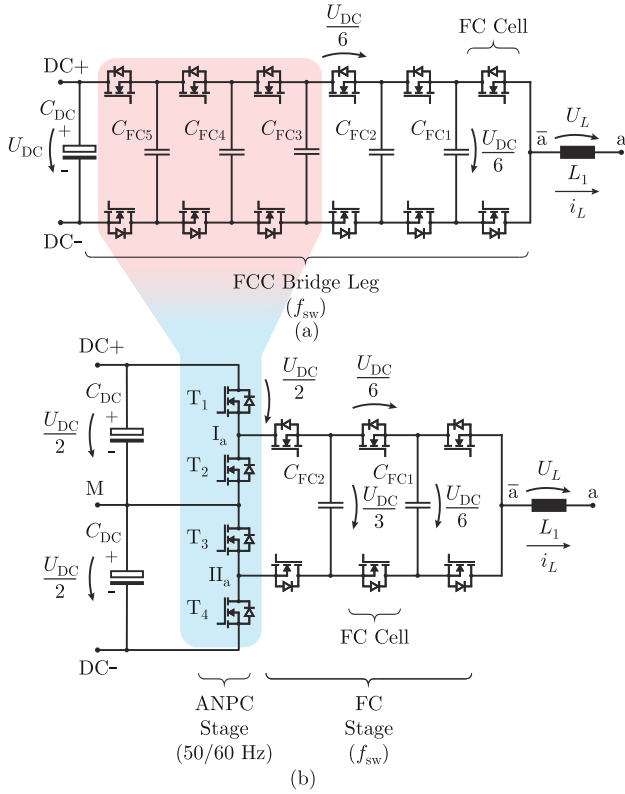 U_DC/6
FC Cell
DC+
C_DC
+
U_DC
-
C_FC5
C_FC4
C_FC3
C_FC2
C_FC1
U_DC/6
a̅
U_L
a
L_1
i_L
DC-
FCC Bridge Leg
(f_sw)
(a)
DC+
U_DC/2
U_DC/6
C_DC
+
U_DC/2
-
T_1
I_a
T_2
C_FC2
C_FC1
U_DC/3
U_DC/6
a̅
U_L
a
L_1
i_L
M
C_DC
+
U_DC/2
-
T_3
II_a
T_4
FC Cell
DC-
ANPC
Stage
(50/60 Hz)
FC
Stage
(f_sw)
(b)